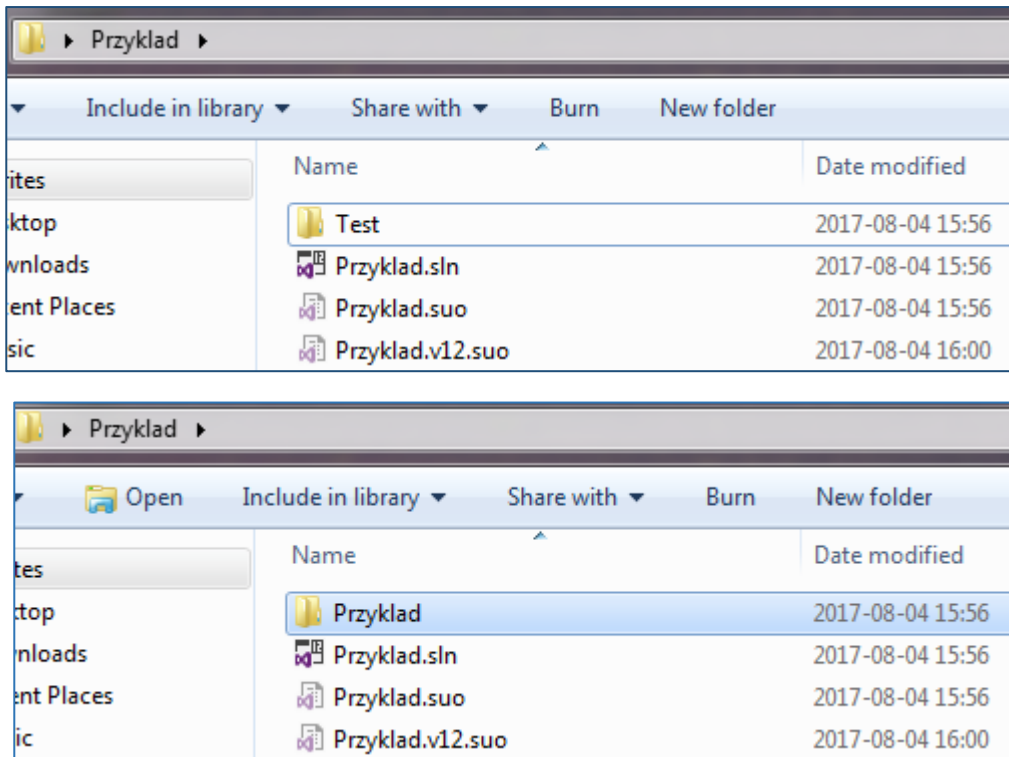 Przyklad
Include in library Share with Burn New folder
Name Date modified
ites
ktop
wnloads
ent Places
sic
Test 2017-08-04 15:56
Przyklad.sln 2017-08-04 15:56
Przyklad.suo 2017-08-04 15:56
Przyklad.v12.suo 2017-08-04 16:00
Przyklad
Open Include in library Share with Burn New folder
Name Date modified
tes
top
nloads
ent Places
ic
Przyklad 2017-08-04 15:56
Przyklad.sln 2017-08-04 15:56
Przyklad.suo 2017-08-04 15:56
Przyklad.v12.suo 2017-08-04 16:00